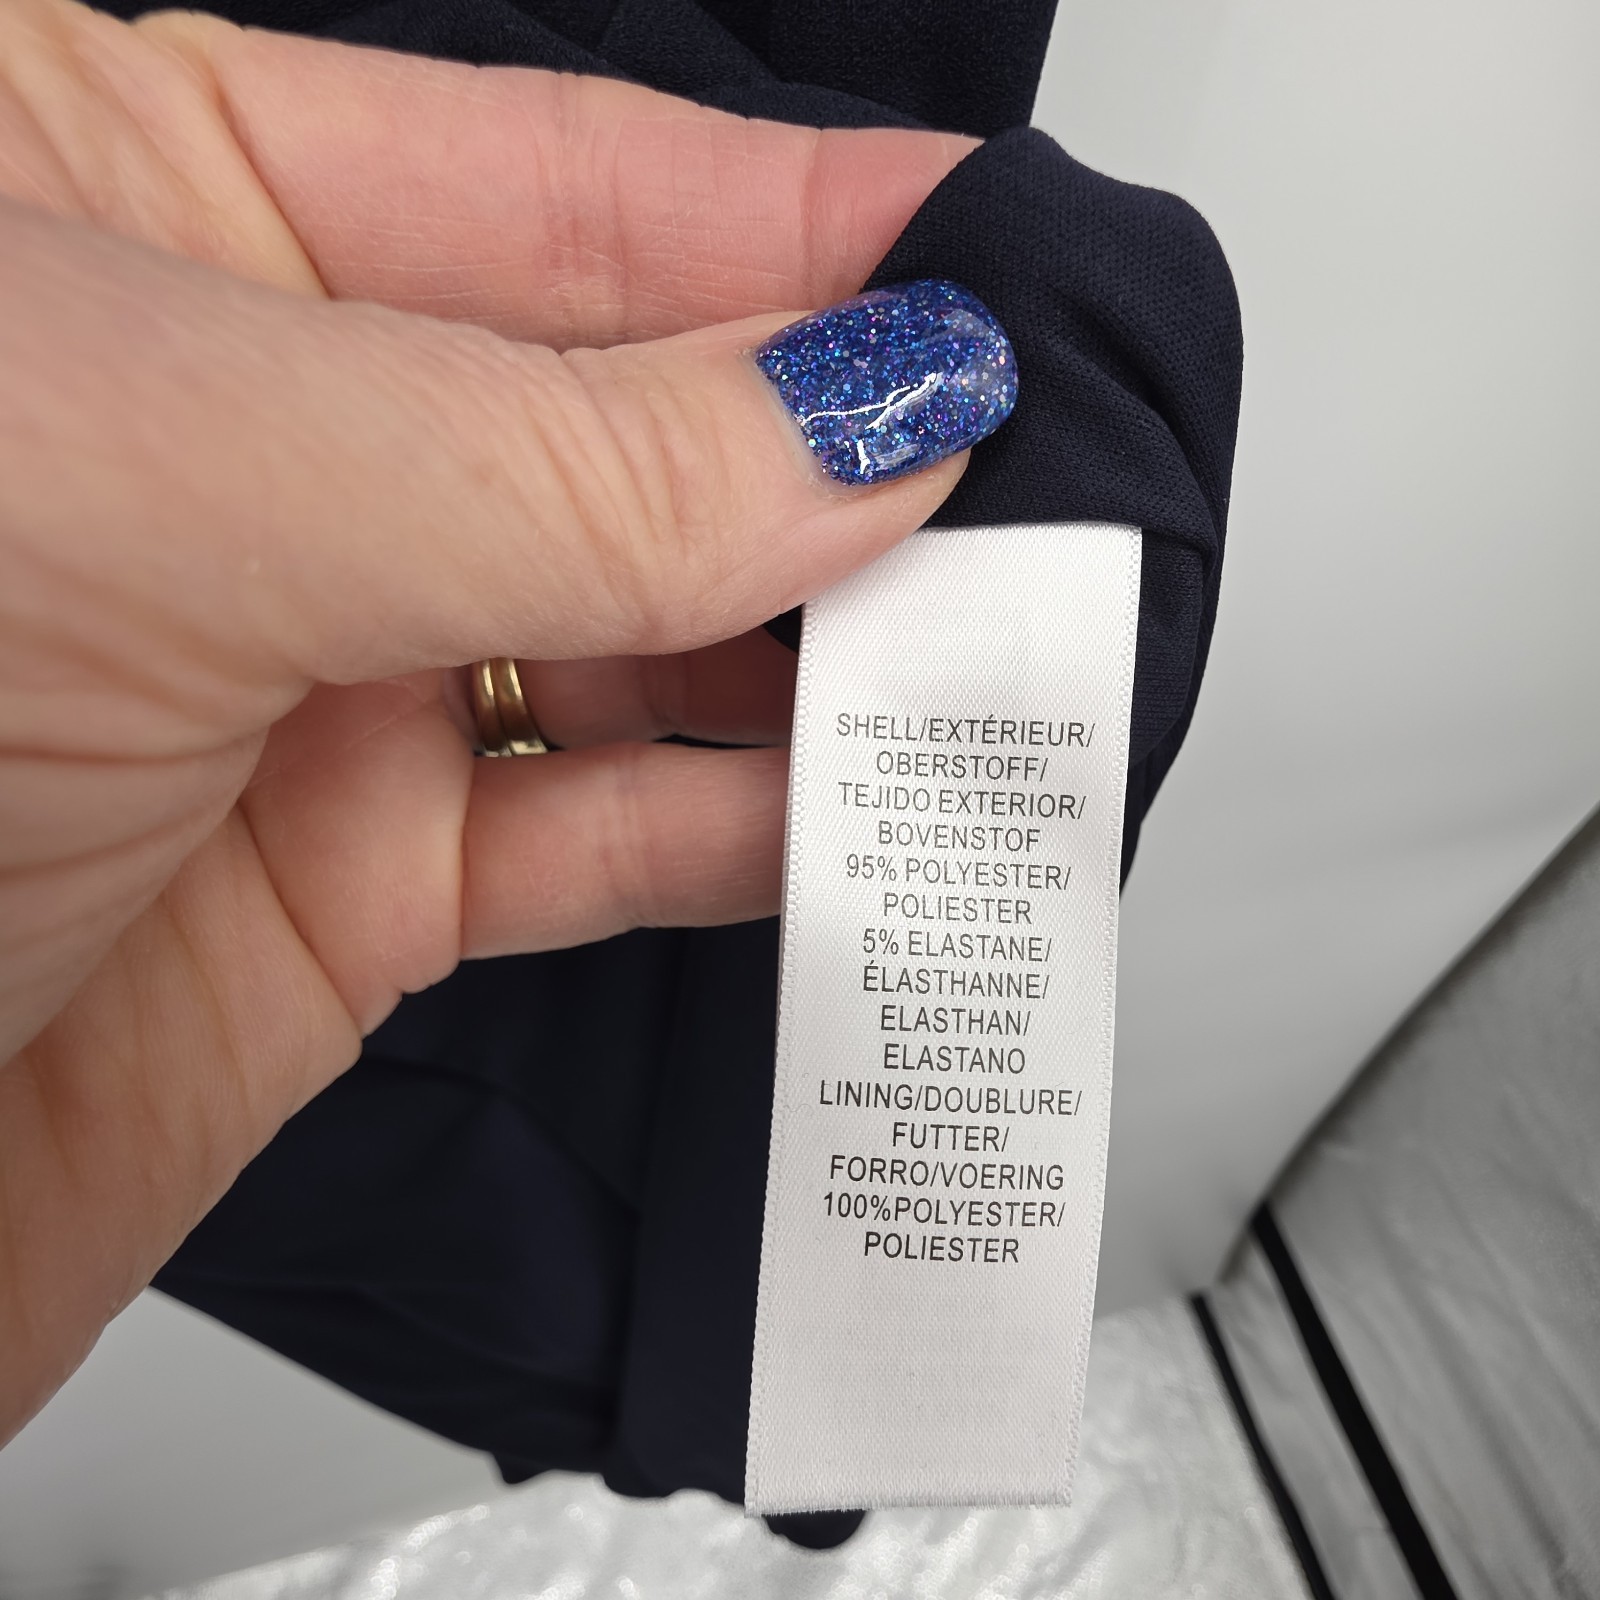 SHELL/EXTÉRIEUR/
OBERSTOFF/
TEJIDO EXTERIOR/
BOVENSTOF
95% POLYESTER/
POLIESTER
5% ELASTANE/
ÉLASTHANNE/
ELASTHAN/
ELASTANO
LINING/DOUBLURE/
FUTTER/
FORRO/VOERING
100%POLYESTER/
POLIESTER